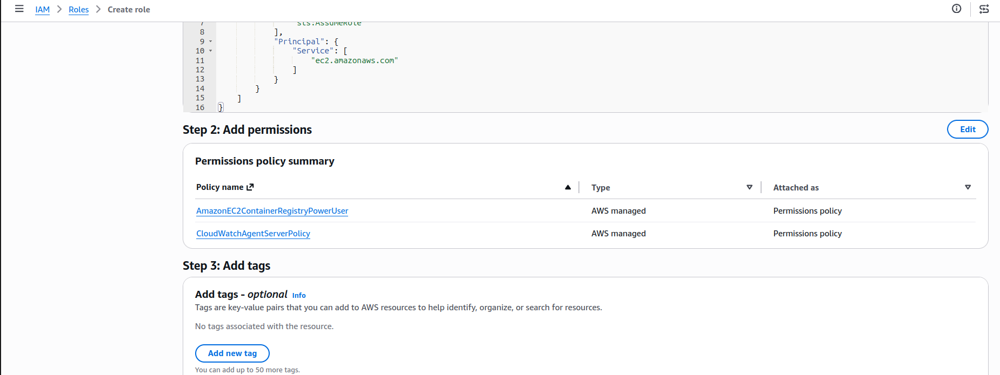 IAM > Roles > Create role
7 sts:AssumeRole
8 ],
9 "Principal": {
10 "Service": [
11 "ec2.amazonaws.com"
12 ]
13 }
14 }
15 ]
16 }
Step 2: Add permissions Edit
Permissions policy summary
Policy name Type Attached as
AmazonEC2ContainerRegistryPowerUser AWS managed Permissions policy
CloudWatchAgentServerPolicy AWS managed Permissions policy
Step 3: Add tags
Add tags - optional Info
Tags are key-value pairs that you can add to AWS resources to help identify, organize, or search for resources.
No tags associated with the resource.
Add new tag
You can add up to 50 more tags.